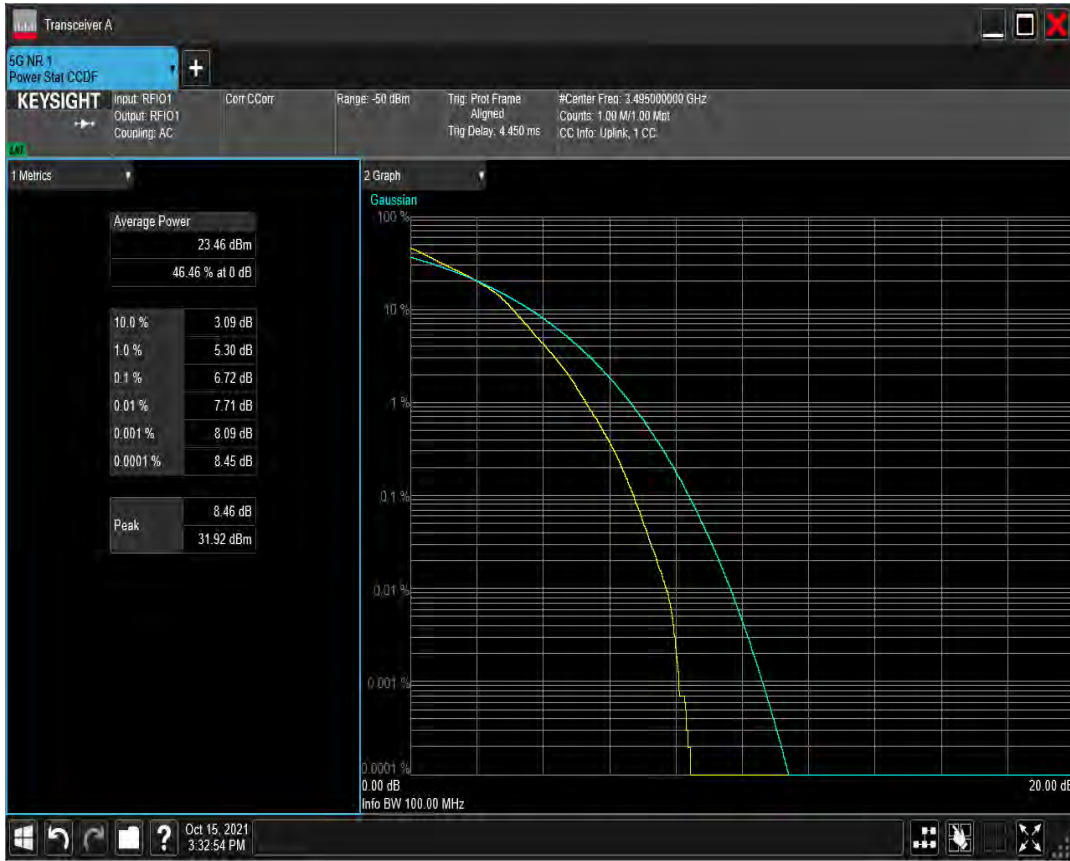 Transceiver A
5G NR 1
Power Stat CCDF
+
KEYSIGHT
Input: RFIO1
Output: RFIO1
Coupling: AC
Corr CCorr
Range: -50 dBm
Trig: Prot Frame
Aligned
Trig Delay: 4.450 ms
#Center Freq: 3.495000000 GHz
Counts: 1.00 M/1.00 Mpt
CC Info: Uplink, 1 CC
1 Metrics
Average Power
23.46 dBm
46.46 % at 0 dB
10.0 % 3.09 dB
1.0 % 5.30 dB
0.1 % 6.72 dB
0.01 % 7.71 dB
0.001 % 8.09 dB
0.0001 % 8.45 dB
Peak
8.46 dB
31.92 dBm
2 Graph
Gaussian
100 %
10 %
1 %
0.1 %
0.01 %
0.001 %
0.0001 %
0.00 dB
20.00 dB
Info BW 100.00 MHz
?
Oct 15, 2021
3:32:54 PM